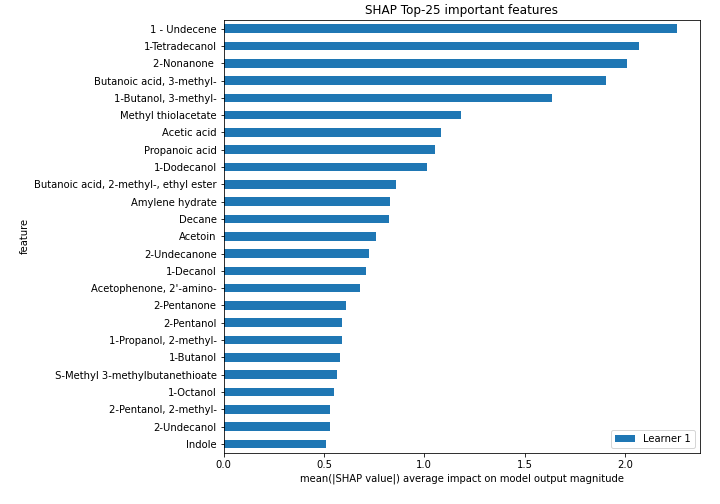 SHAP Top-25 important features
1 - Undecene
1-Tetradecanol
2-Nonanone
Butanoic acid, 3-methyl-
1-Butanol, 3-methyl-
Methyl thiolacetate
Acetic acid
Propanoic acid
1-Dodecanol
Butanoic acid, 2-methyl-, ethyl ester
Amylene hydrate
Decane
Acetoin
2-Undecanone
1-Decanol
Acetophenone, 2'-amino-
2-Pentanone
2-Pentanol
1-Propanol, 2-methyl-
1-Butanol
S-Methyl 3-methylbutanethioate
1-Octanol
2-Pentanol, 2-methyl-
2-Undecanol
Indole
feature
Learner 1
0.0 0.5 1.0 1.5 2.0
mean(|SHAP value|) average impact on model output magnitude